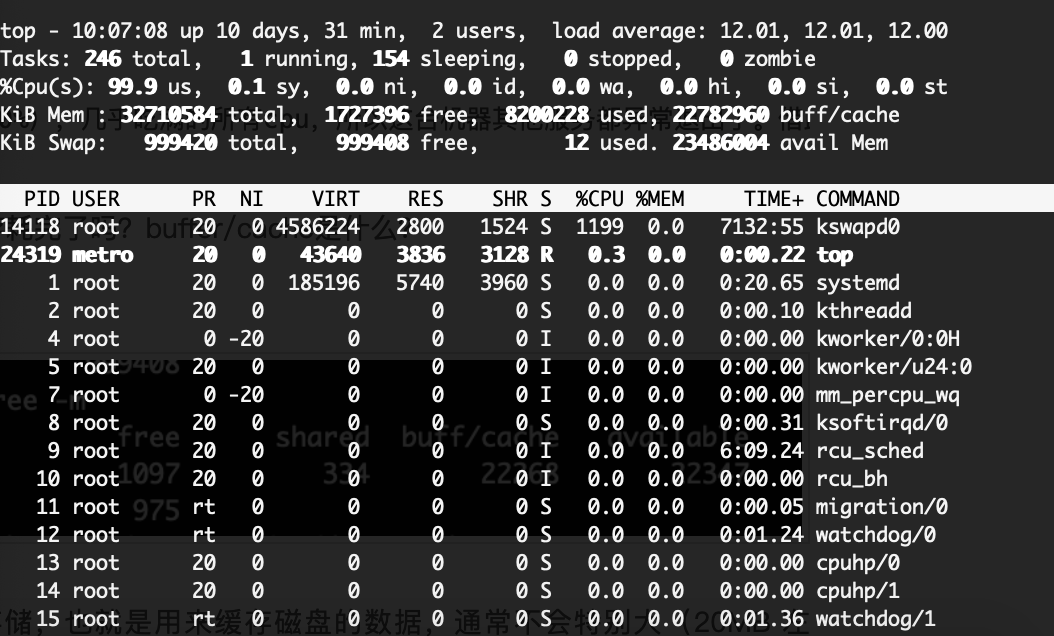 top - 10:07:08 up 10 days, 31 min,  2 users,  load average: 12.01, 12.01, 12.00
Tasks: 246 total,   1 running, 154 sleeping,   0 stopped,   0 zombie
%Cpu(s): 99.9 us,  0.1 sy,  0.0 ni,  0.0 id,  0.0 wa,  0.0 hi,  0.0 si,  0.0 st
KiB Mem : 32710584 total,  1727396 free,  8200228 used, 22782960 buff/cache
KiB Swap:   999420 total,   999408 free,       12 used. 23486004 avail Mem
PID USER      PR  NI    VIRT    RES    SHR S  %CPU %MEM     TIME+ COMMAND
14118 root      20   0 4586224   2800   1524 S  1199  0.0   7132:55 kswapd0
24319 metro     20   0   43640   3836   3128 R   0.3  0.0   0:00.22 top
1 root      20   0  185196   5740   3960 S   0.0  0.0   0:20.65 systemd
2 root      20   0       0      0      0 S   0.0  0.0   0:00.10 kthreadd
4 root       0 -20       0      0      0 I   0.0  0.0   0:00.00 kworker/0:0H
5 root      20   0       0      0      0 I   0.0  0.0   0:00.00 kworker/u24:0
7 root       0 -20       0      0      0 I   0.0  0.0   0:00.00 mm_percpu_wq
8 root      20   0       0      0      0 S   0.0  0.0   0:00.31 ksoftirqd/0
9 root      20   0       0      0      0 I   0.0  0.0   6:09.24 rcu_sched
10 root      20   0       0      0      0 I   0.0  0.0   0:00.00 rcu_bh
11 root      rt   0       0      0      0 S   0.0  0.0   0:00.05 migration/0
12 root      rt   0       0      0      0 S   0.0  0.0   0:01.24 watchdog/0
13 root      20   0       0      0      0 S   0.0  0.0   0:00.00 cpuhp/0
14 root      20   0       0      0      0 S   0.0  0.0   0:00.00 cpuhp/1
15 root      rt   0       0      0      0 S   0.0  0.0   0:01.36 watchdog/1